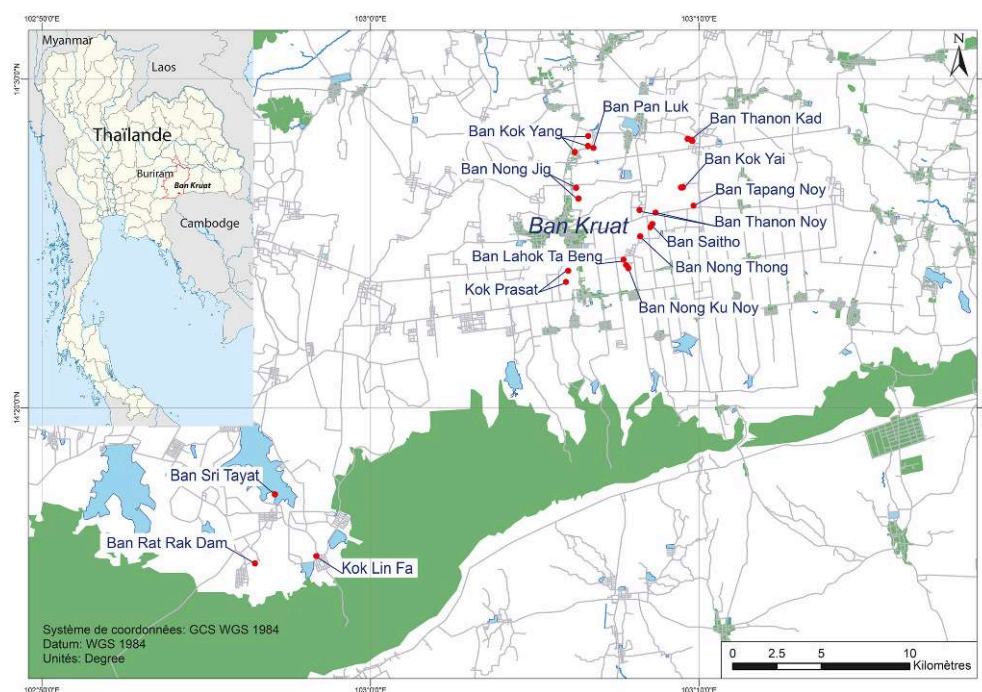 102°50'0"E
103°0'0"E
103°10'0"E
Myanmar
Laos
Thaïlande
Buriram
Ban Kruat
Cambodge
N
14°30'0"N
Ban Pan Luk
Ban Kok Yang
Ban Thanon Kad
Ban Kok Yai
Ban Nong Jig
Ban Tapang Noy
Ban Kruat
Ban Thanon Noy
Ban Saitho
Ban Lahok Ta Beng
Ban Nong Thong
Kok Prasat
Ban Nong Ku Noy
14°20'0"N
Ban Sri Tayat
Ban Rat Rak Dam
Kok Lin Fa
Système de coordonnées: GCS WGS 1984
Datum: WGS 1984
Unités: Degree
0 2.5 5 10
Kilomètres
102°50'0"E
103°0'0"E
103°10'0"E